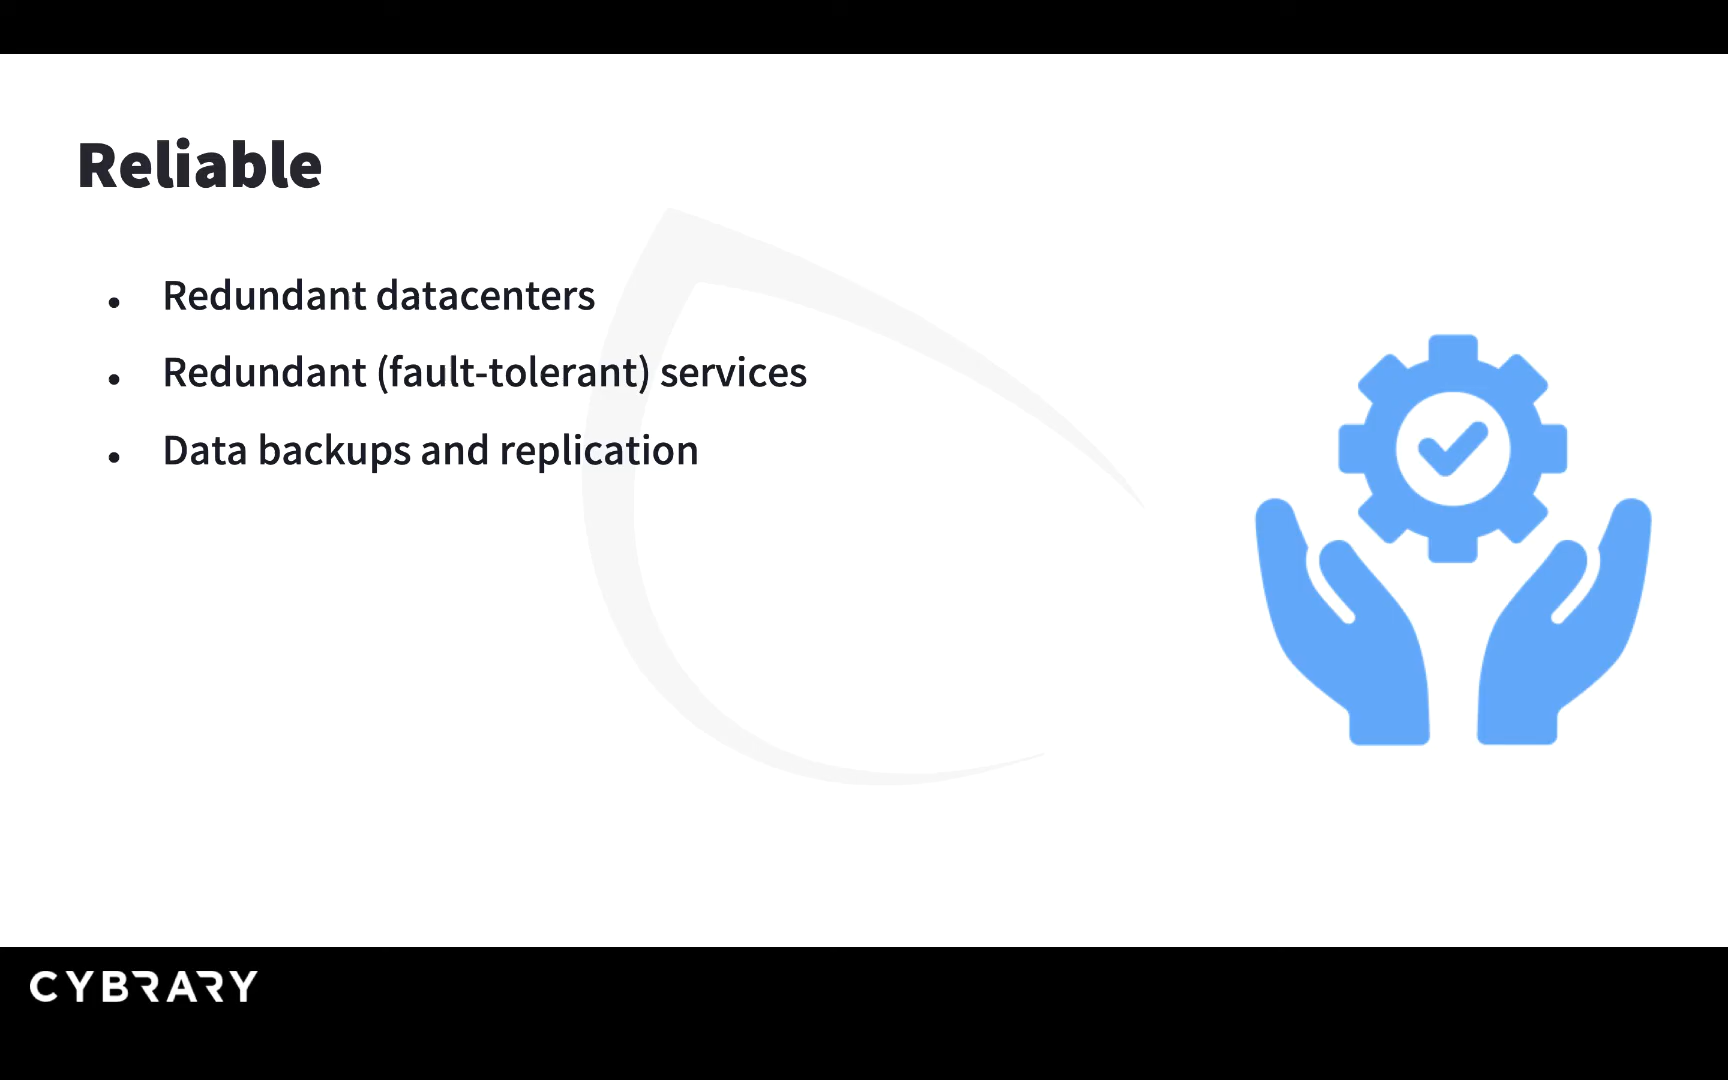 Reliable
• Redundant datacenters
• Redundant (fault-tolerant) services
• Data backups and replication
CYBRARY